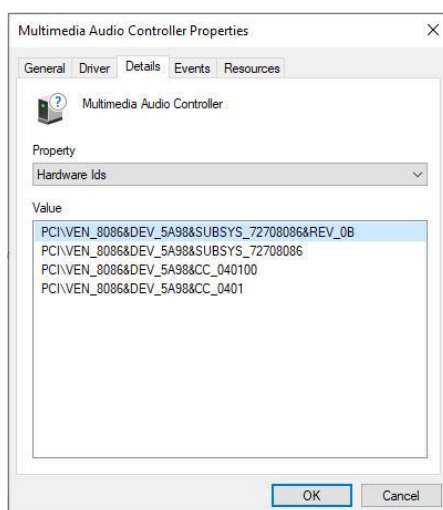 Multimedia Audio Controller Properties
General Driver Details Events Resources
Multimedia Audio Controller
Property
Hardware Ids
Value
PCI\VEN_8086&DEV_5A98&SUBSYS_72708086&REV_0B
PCI\VEN_8086&DEV_5A98&SUBSYS_72708086
PCI\VEN_8086&DEV_5A98&CC_040100
PCI\VEN_8086&DEV_5A98&CC_0401
OK Cancel